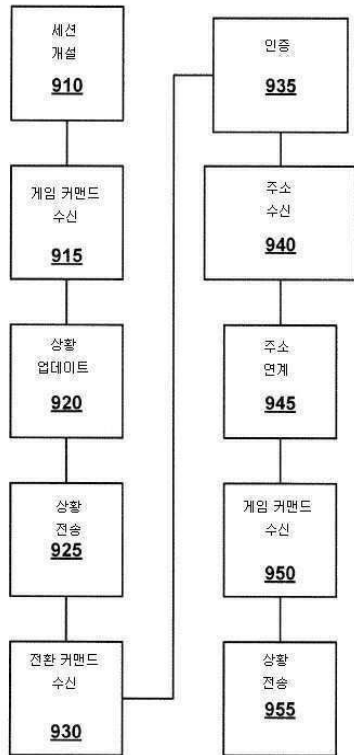 세션
개설
910
게임 커맨드
수신
915
상황
업데이트
920
상황
전송
925
전환 커맨드
수신
930
인증
935
주소
수신
940
주소
연계
945
게임 커맨드
수신
950
상황
전송
955